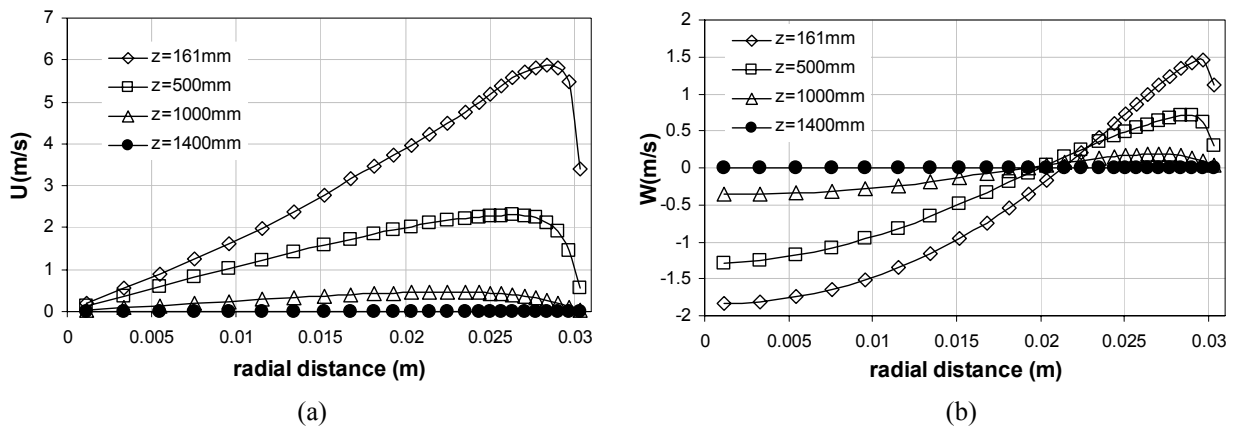 7
6
5
4
3
2
1
0
U(m/s)
z=161mm
z=500mm
z=1000mm
z=1400mm
0 0.005 0.01 0.015 0.02 0.025 0.03
radial distance (m)
(a)
2
1.5
1
0.5
0
-0.5
-1
-1.5
-2
W(m/s)
z=161mm
z=500mm
z=1000mm
z=1400mm
0 0.005 0.01 0.015 0.02 0.025 0.03
radial distance (m)
(b)